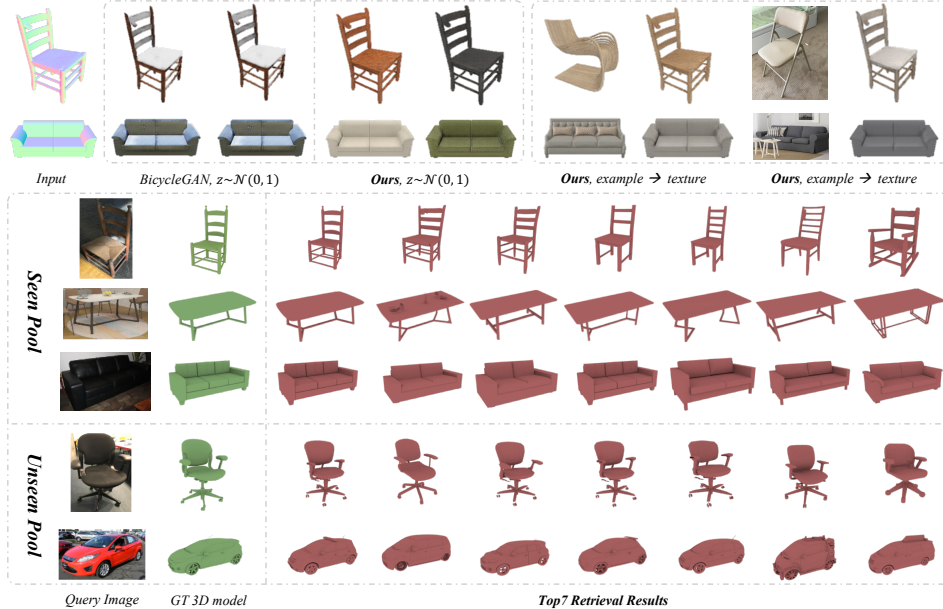 Input
BicycleGAN, z~𝒩(0, 1)
Ours, z~𝒩(0, 1)
Ours, example → texture
Ours, example → texture
Seen Pool
Unseen Pool
Query Image
GT 3D model
Top7 Retrieval Results